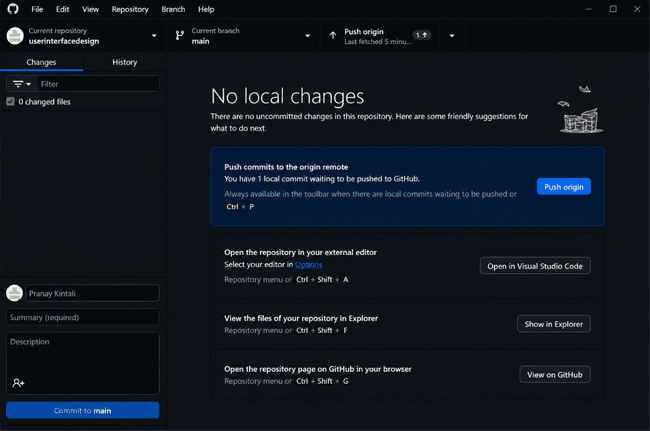 File Edit View Repository Branch Help
Current repository
userinterfacedesign
Current branch
main
Push origin
Last fetched 5 minu...
1
Changes History
Filter
0 changed files
No local changes
There are no uncommitted changes in this repository. Here are some friendly suggestions for
what to do next.
Push commits to the origin remote
You have 1 local commit waiting to be pushed to GitHub.
Always available in the toolbar when there are local commits waiting to be pushed or
Ctrl + P
Push origin
Open the repository in your external editor
Select your editor in Options
Repository menu or Ctrl + Shift + A
Open in Visual Studio Code
View the files of your repository in Explorer
Repository menu or Ctrl + Shift + F
Show in Explorer
Open the repository page on GitHub in your browser
Repository menu or Ctrl + Shift + G
View on GitHub
Pranay Kintali
Summary (required)
Description
Commit to main